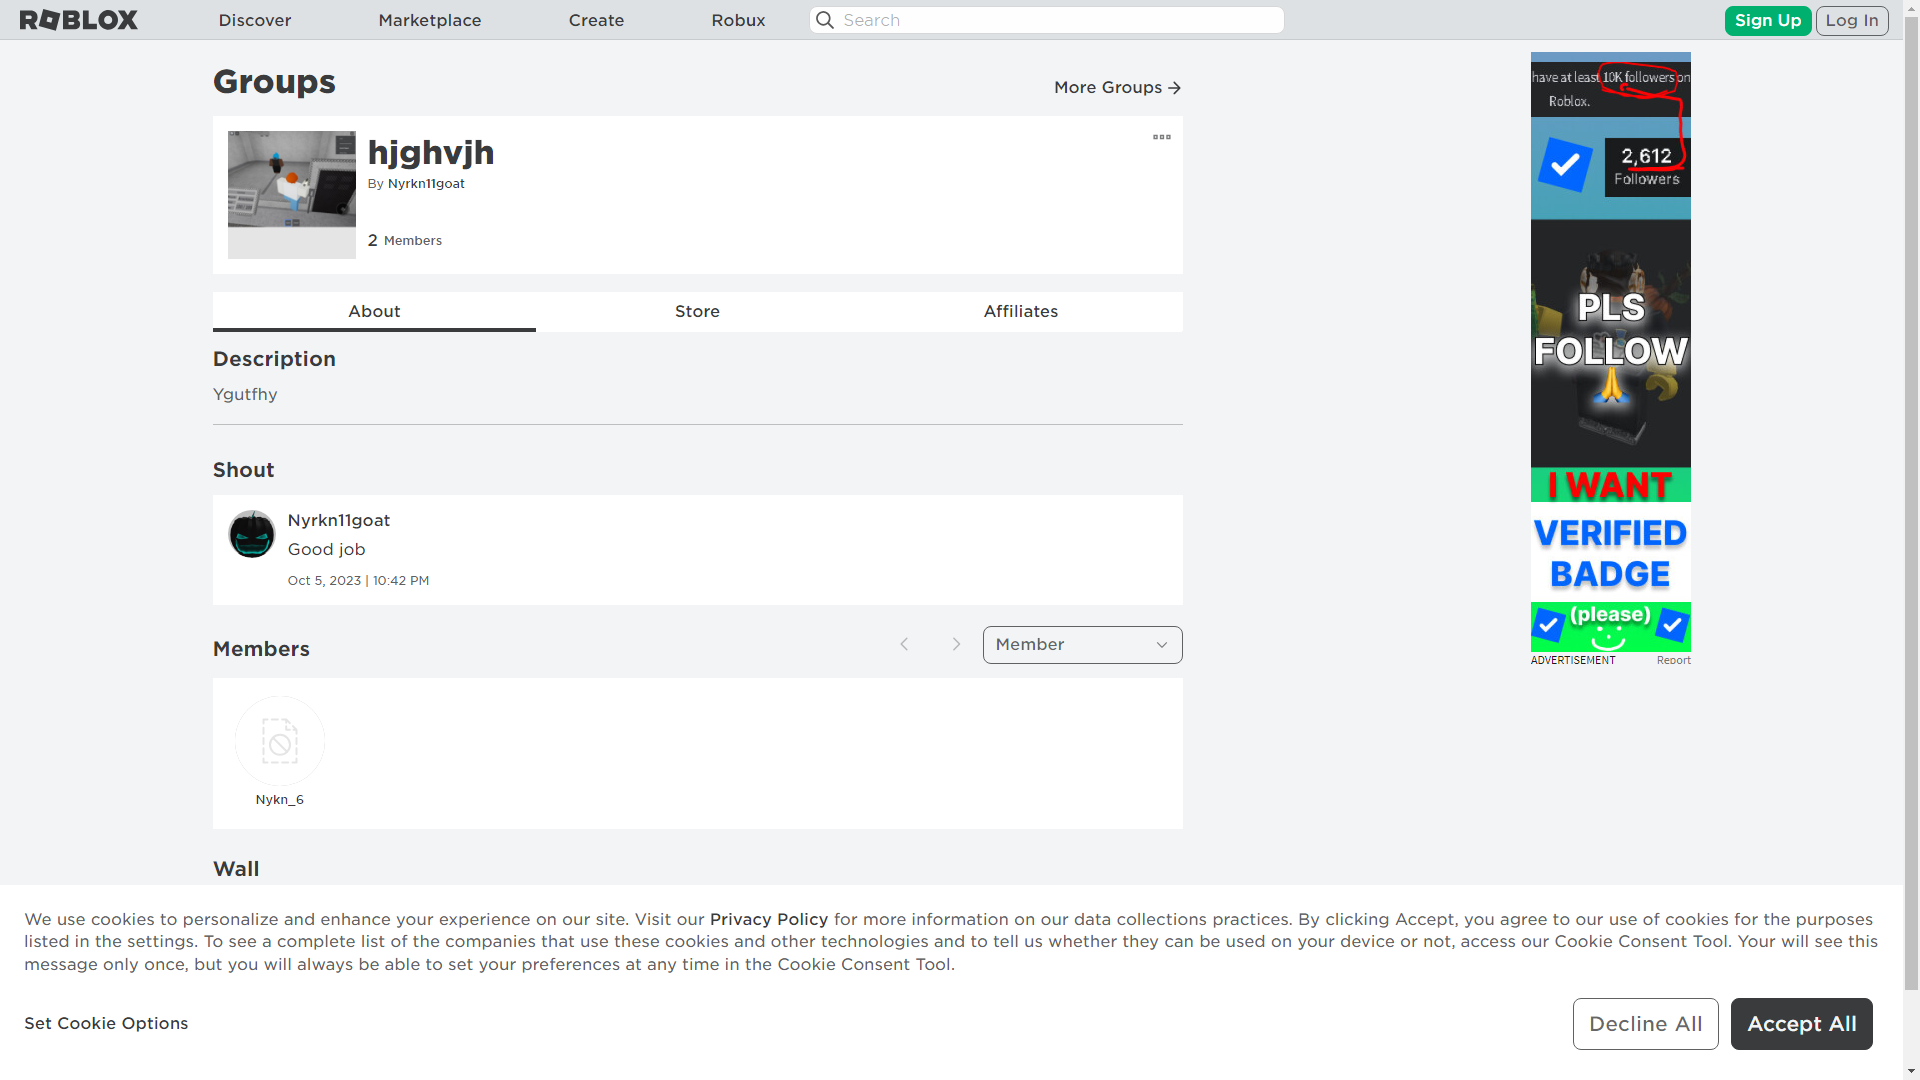 ROBLOX
Discover
Marketplace
Create
Robux
Search
Sign Up
Log In
Groups
More Groups
hjghvjh
By Nyrkn11goat
2 Members
About
Store
Affiliates
Description
Ygutfhy
Shout
Nyrkn11goat
Good job
Oct 5, 2023 | 10:42 PM
Members
Member
Nykn_6
Wall
have at least 10K followers on
Roblox.
2,612
Followers
PLS
FOLLOW
I WANT
VERIFIED
BADGE
(please)
ADVERTISEMENT
Report
We use cookies to personalize and enhance your experience on our site. Visit our Privacy Policy for more information on our data collections practices. By clicking Accept, you agree to our use of cookies for the purposes
listed in the settings. To see a complete list of the companies that use these cookies and other technologies and to tell us whether they can be used on your device or not, access our Cookie Consent Tool. Your will see this
message only once, but you will always be able to set your preferences at any time in the Cookie Consent Tool.
Set Cookie Options
Decline All
Accept All